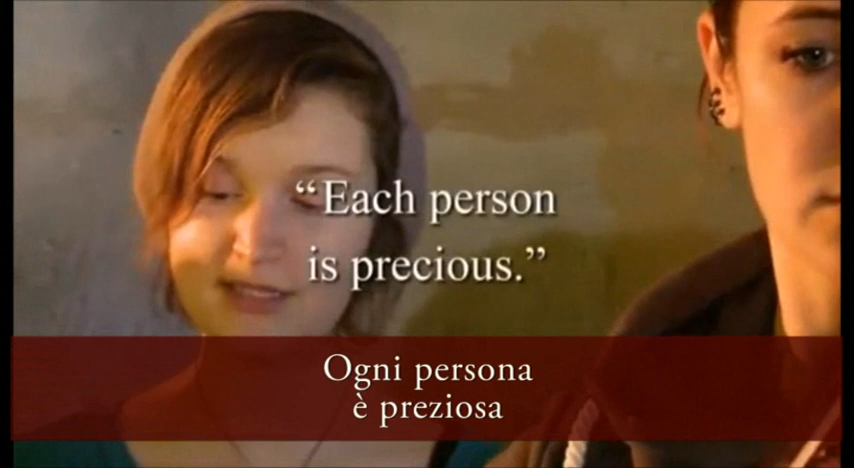 “Each person
is precious.”
Ogni persona
è preziosa